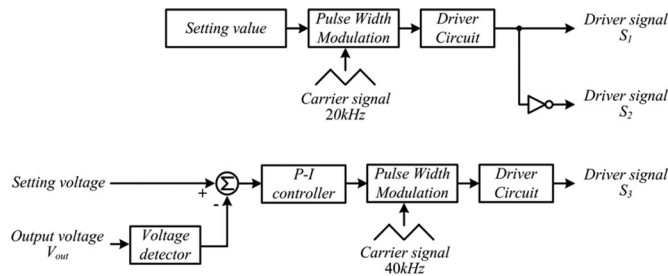 Setting value
Pulse Width
Modulation
Driver
Circuit
Driver signal
S1
Carrier signal
20kHz
Driver signal
S2
Setting voltage
+
-
Σ
P-I
controller
Pulse Width
Modulation
Driver
Circuit
Driver signal
S3
Output voltage
Vout
Voltage
detector
Carrier signal
40kHz